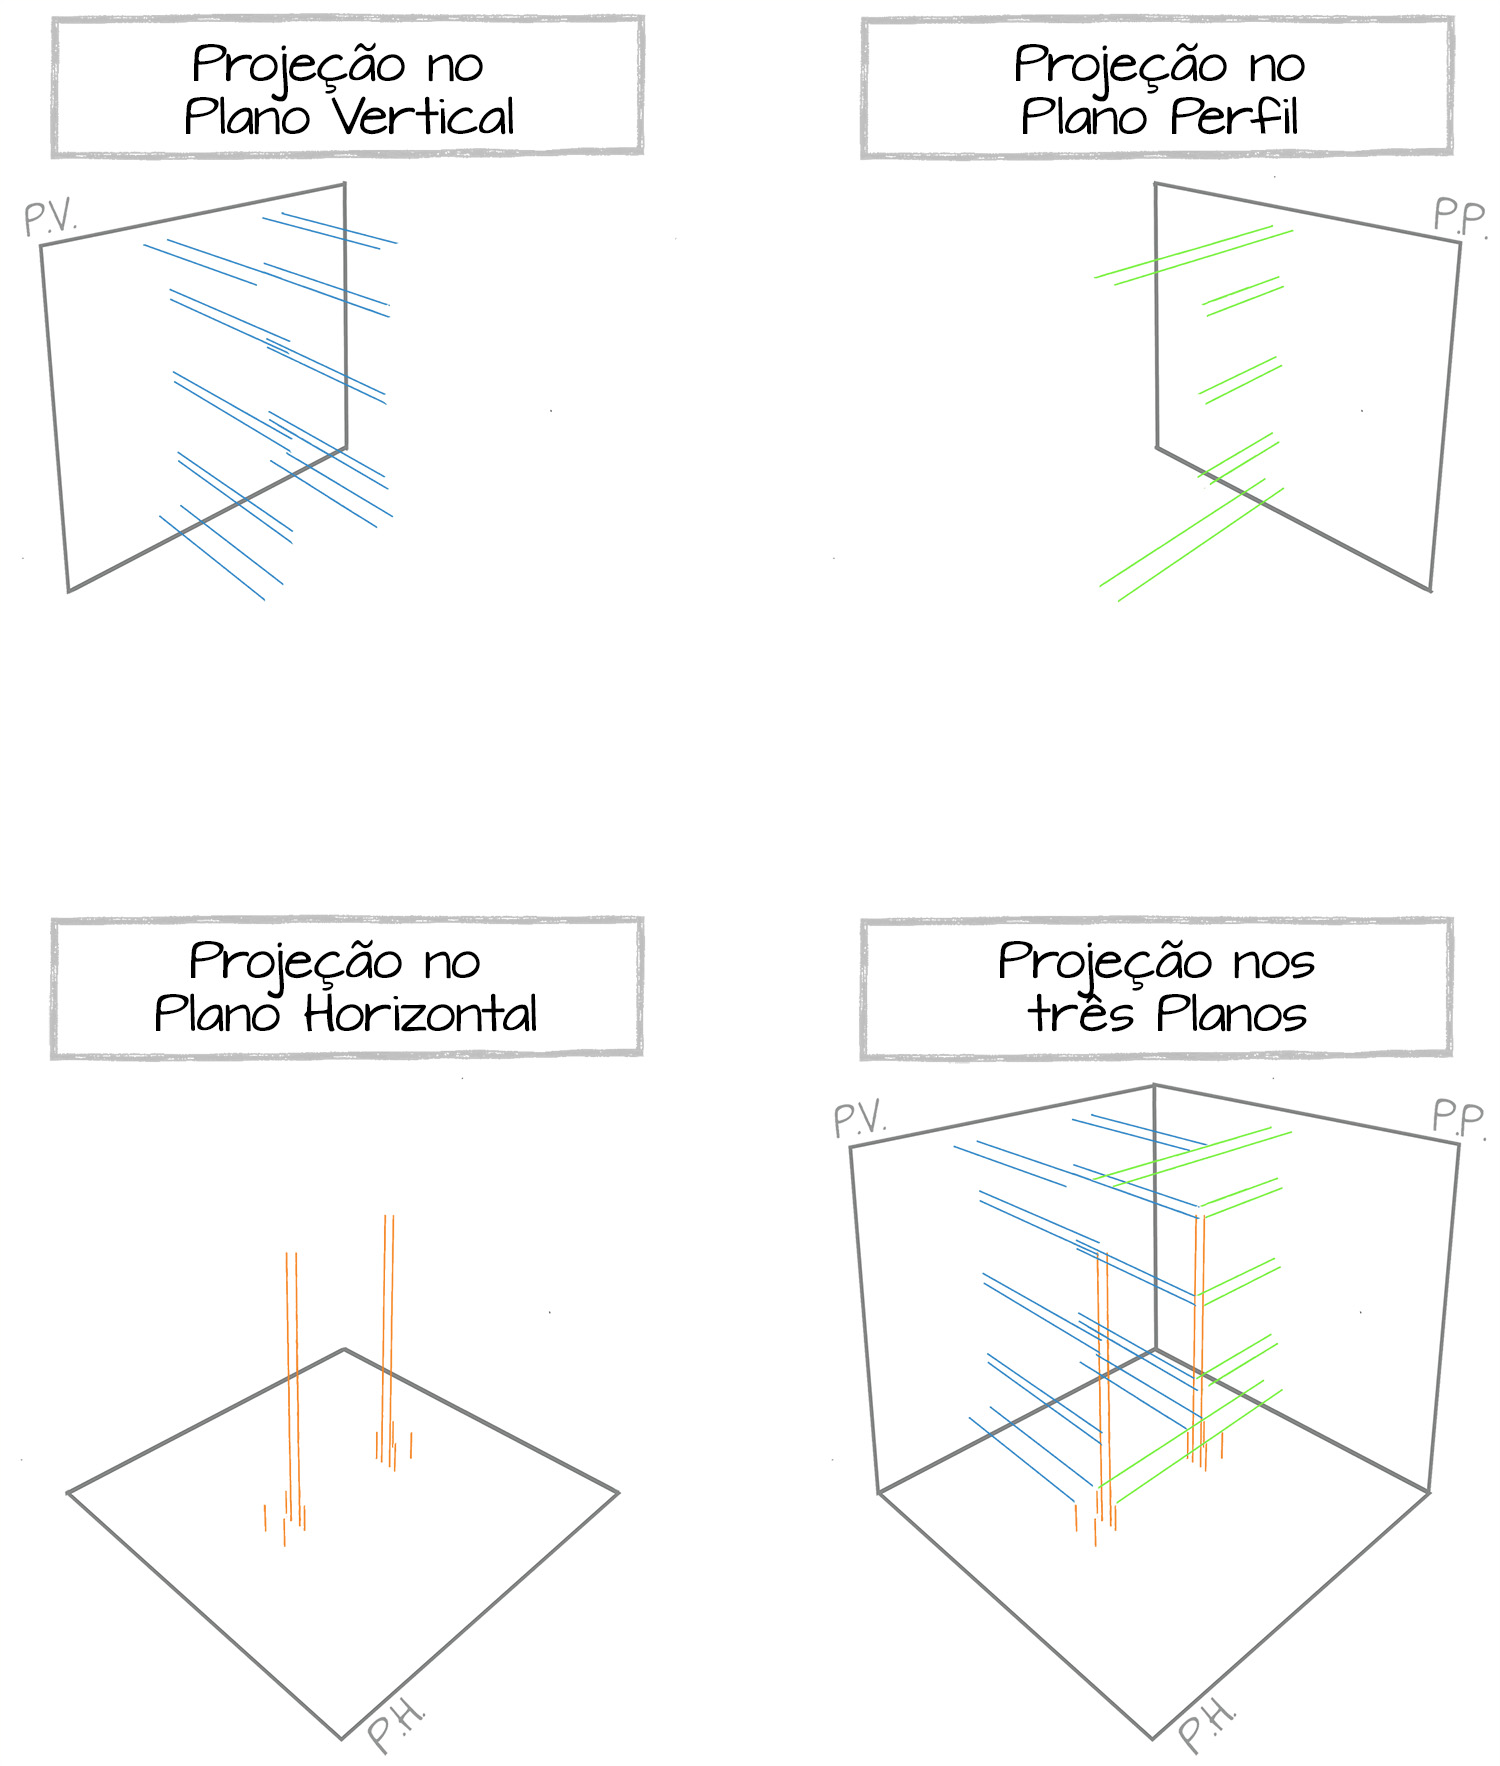 Projeção no
Plano Vertical
P.V.
Projeção no
Plano Perfil
P.P.
Projeção no
Plano Horizontal
P.H.
Projeção nos
três Planos
P.V.
P.P.
P.H.